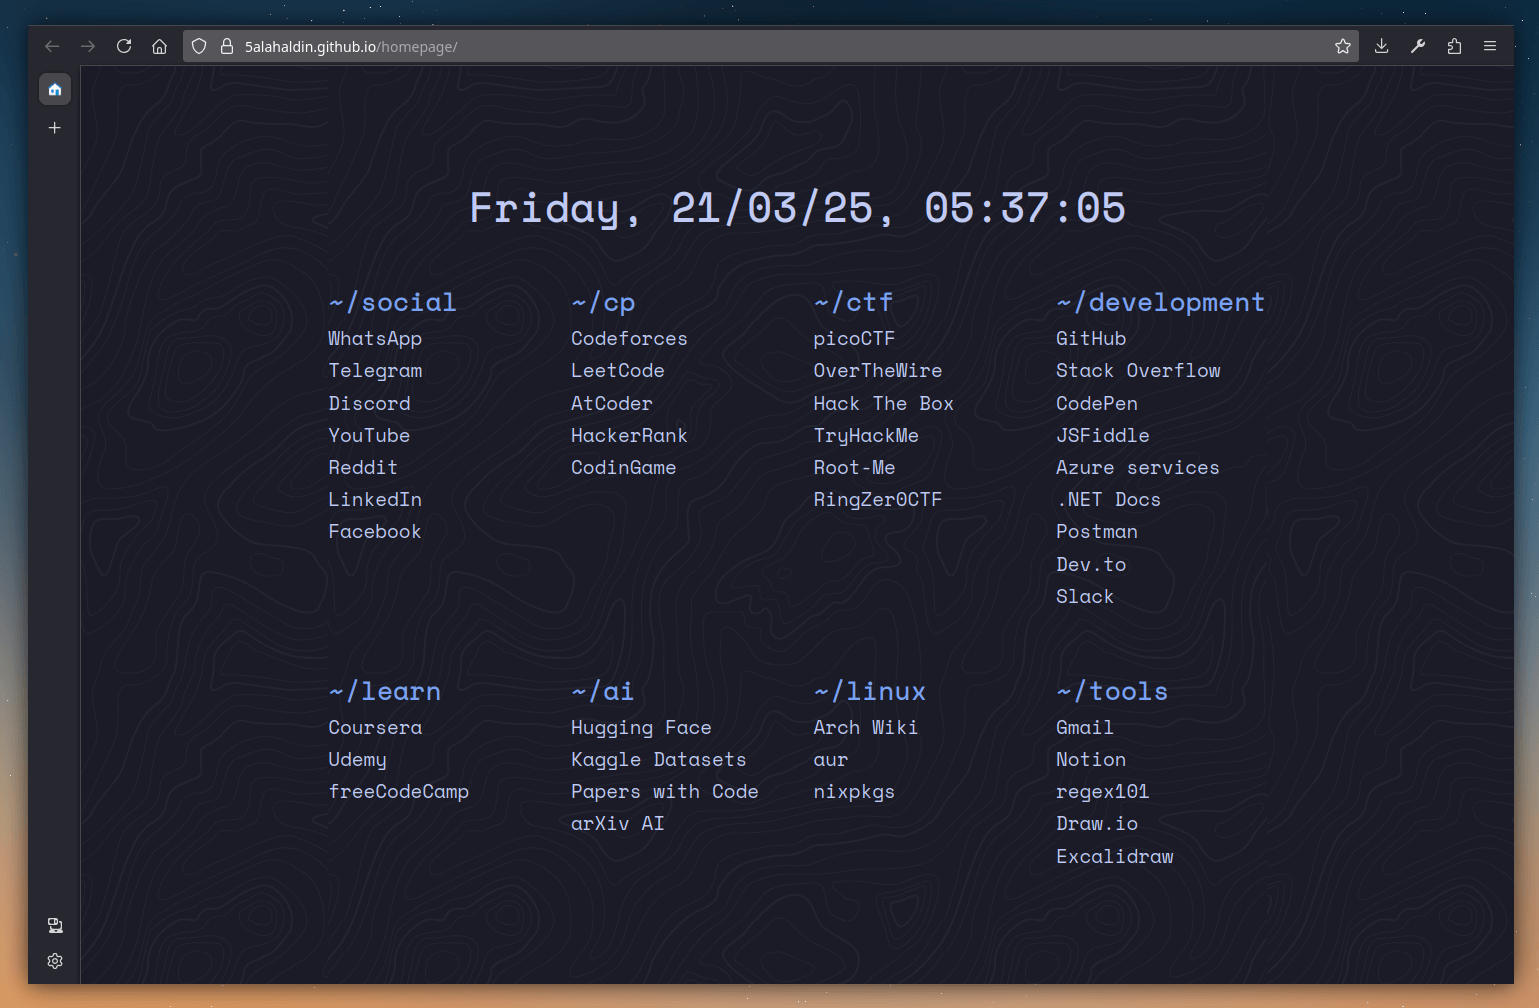 5alahaldin.github.io/homepage/
Friday, 21/03/25, 05:37:05
~/social
WhatsApp
Telegram
Discord
YouTube
Reddit
LinkedIn
Facebook
~/cp
Codeforces
LeetCode
AtCoder
HackerRank
CodinGame
~/ctf
picoCTF
OverTheWire
Hack The Box
TryHackMe
Root-Me
RingZer0CTF
~/development
GitHub
Stack Overflow
CodePen
JSFiddle
Azure services
.NET Docs
Postman
Dev.to
Slack
~/learn
Coursera
Udemy
freeCodeCamp
~/ai
Hugging Face
Kaggle Datasets
Papers with Code
arXiv AI
~/linux
Arch Wiki
aur
nixpkgs
~/tools
Gmail
Notion
regex101
Draw.io
Excalidraw